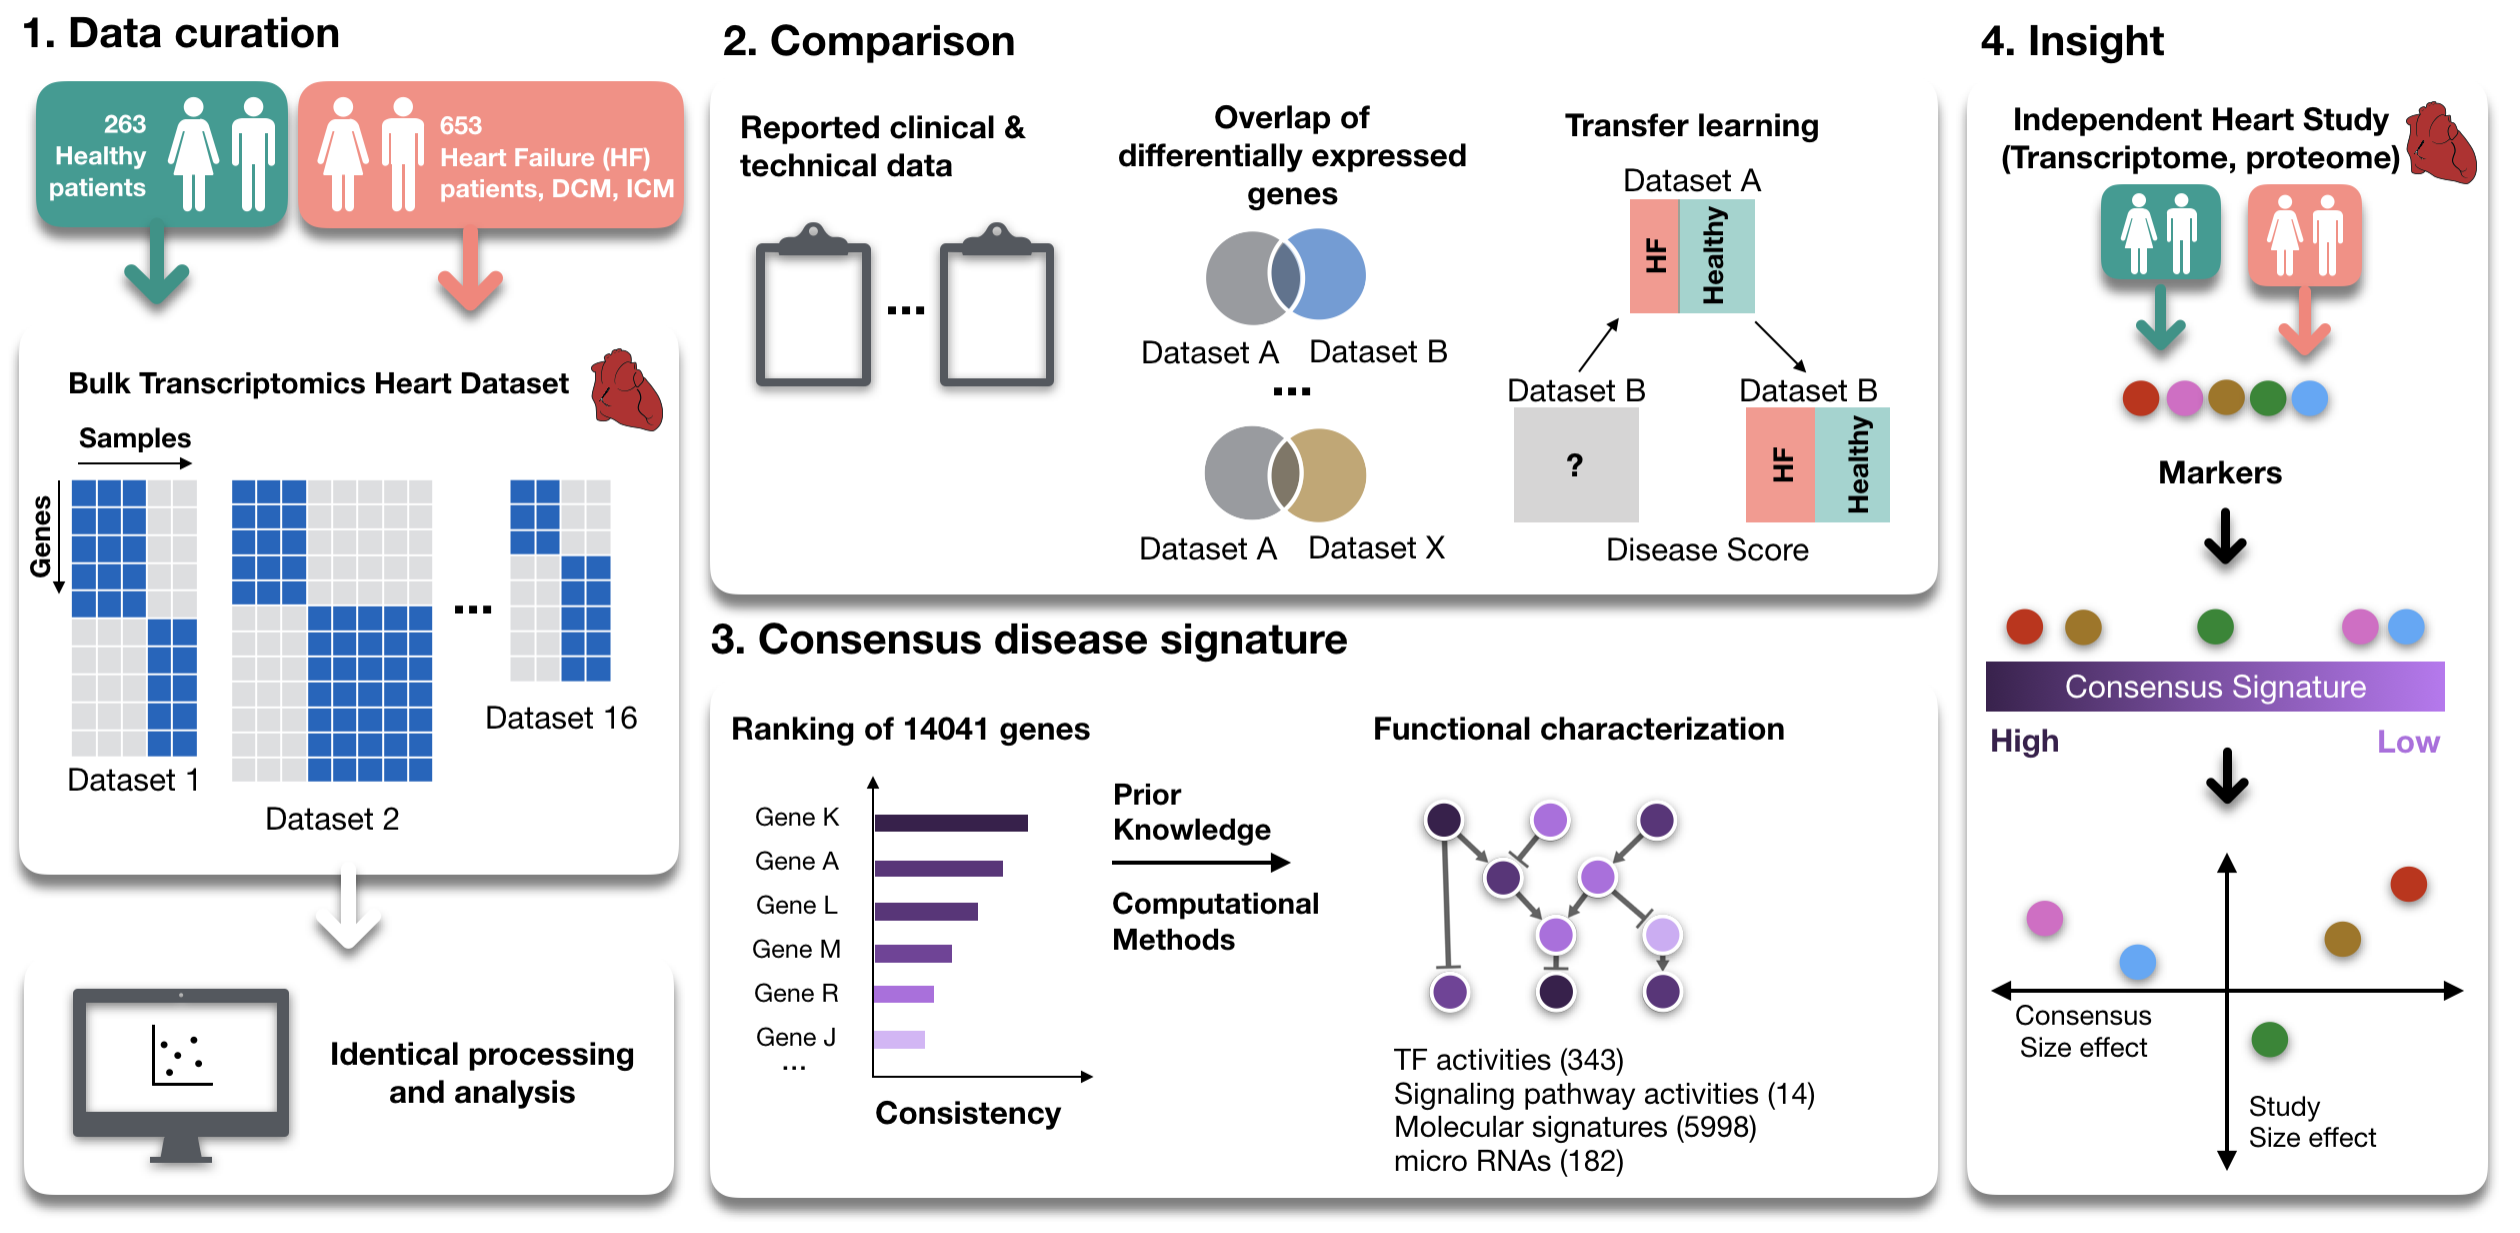 1. Data curation
263
Healthy
patients
653
Heart Failure (HF)
patients, DCM, ICM
Bulk Transcriptomics Heart Dataset
Samples
Genes
...
Dataset 1
Dataset 2
Dataset 16
Identical processing
and analysis
2. Comparison
Reported clinical &
technical data
...
Overlap of
differentially expressed
genes
Dataset A
Dataset B
...
Dataset A
Dataset X
Transfer learning
Dataset A
HF
Healthy
Dataset B
?
Dataset B
HF
Healthy
Disease Score
3. Consensus disease signature
Ranking of 14041 genes
Gene K
Gene A
Gene L
Gene M
Gene R
Gene J
...
Consistency
Prior
Knowledge
Computational
Methods
Functional characterization
TF activities (343)
Signaling pathway activities (14)
Molecular signatures (5998)
micro RNAs (182)
4. Insight
Independent Heart Study
(Transcriptome, proteome)
Markers
Consensus Signature
High
Low
Consensus
Size effect
Study
Size effect